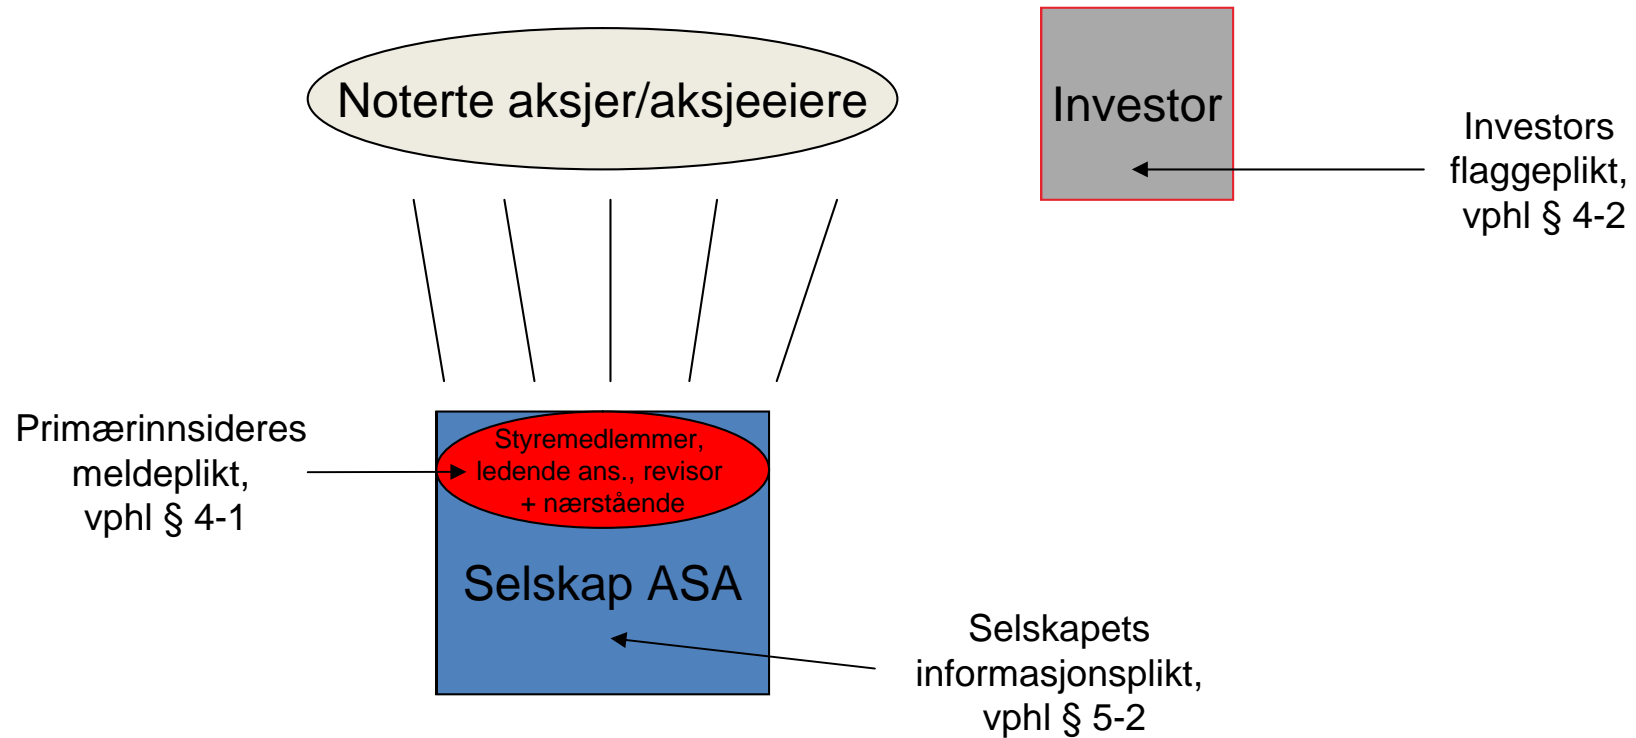 Noterte aksjer/aksjeeiere
Investor
Investors
flaggeplikt,
vphl § 4-2
Primærinnsideres
meldeplikt,
vphl § 4-1
Styremedlemmer,
ledende ans., revisor
+ nærstående
Selskap ASA
Selskapets
informasjonsplikt,
vphl § 5-2